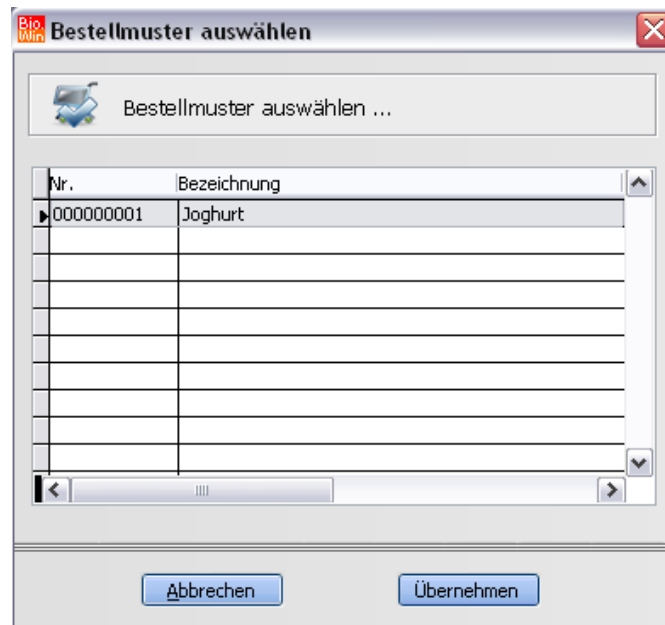 Bio.
Win Bestellmuster auswählen
Bestellmuster auswählen ...
Nr. Bezeichnung
000000001 Joghurt
Abbrechen Übernehmen